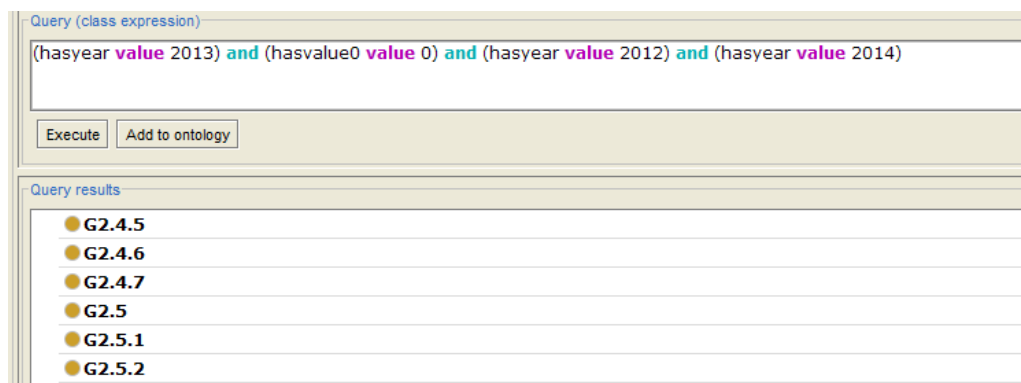 Query (class expression)
(hasyear value 2013) and (hasvalue0 value 0) and (hasyear value 2012) and (hasyear value 2014)
Execute Add to ontology
Query results
G2.4.5
G2.4.6
G2.4.7
G2.5
G2.5.1
G2.5.2